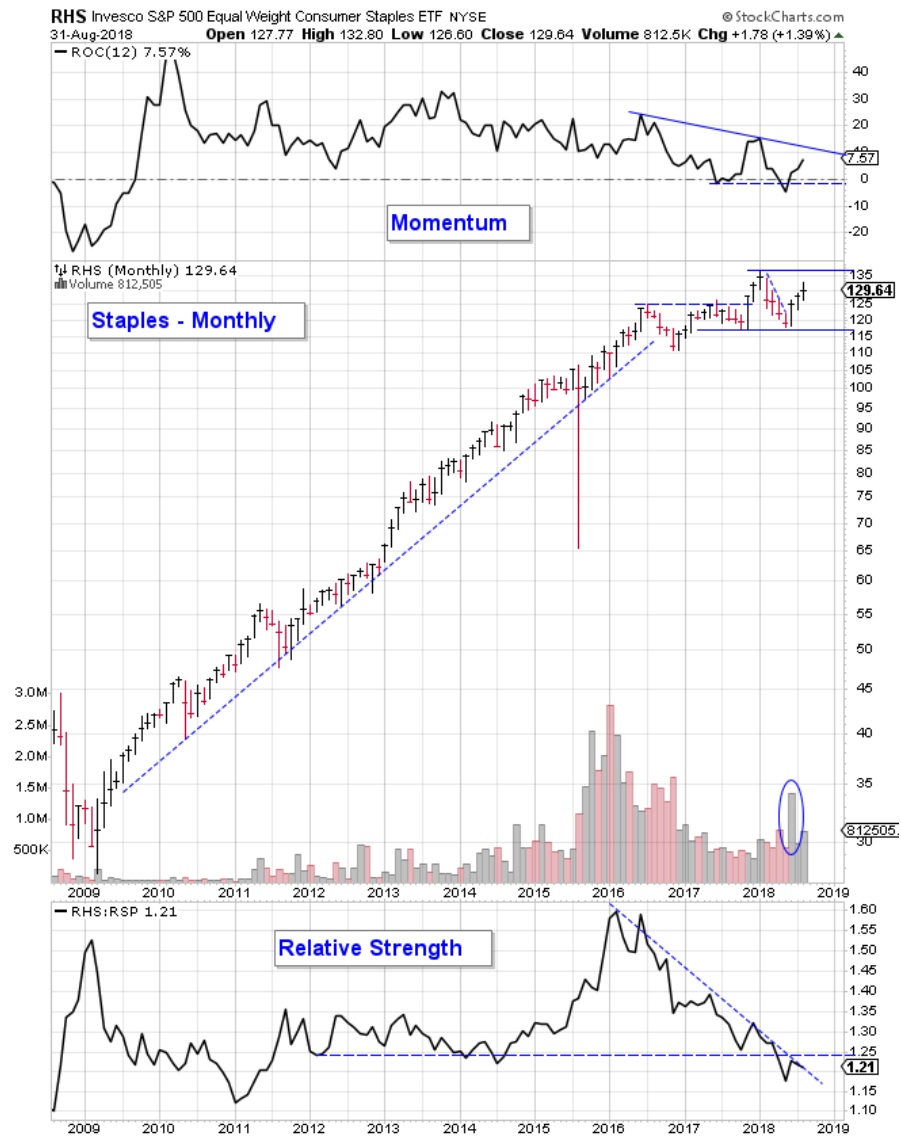 RHS Invesco S&P 500 Equal Weight Consumer Staples ETF NYSE © StockCharts.com
31-Aug-2018 Open 127.77 High 132.80 Low 126.60 Close 129.64 Volume 812.5K Chg +1.78 (+1.39%)
ROC(12) 7.57%
40
30
20
10
7.57
0
-10
-20
Momentum
RHS (Monthly) 129.64
Volume 812,505
Staples - Monthly
135
129.64
125
120
115
110
105
100
95
90
85
80
75
70
65
60
55
50
45
40
35
30
3.0M
2.5M
2.0M
1.5M
1.0M
500K
812505.
2009 2010 2011 2012 2013 2014 2015 2016 2017 2018 2019
RHS:RSP 1.21
Relative Strength
1.60
1.55
1.50
1.45
1.40
1.35
1.30
1.25
1.21
1.15
1.10
2009 2010 2011 2012 2013 2014 2015 2016 2017 2018 2019